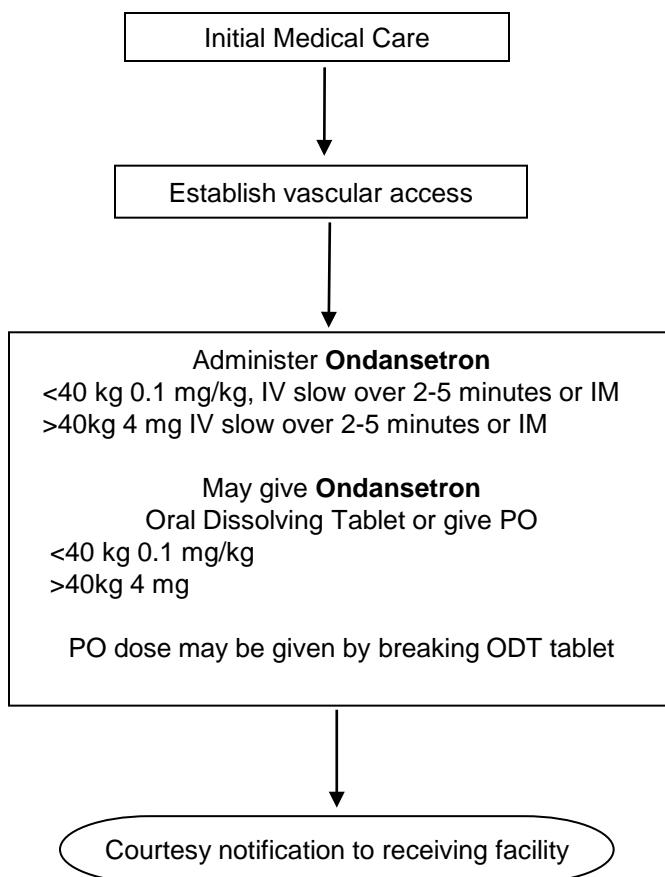 Initial Medical Care
Establish vascular access
Administer Ondansetron
<40 kg 0.1 mg/kg, IV slow over 2-5 minutes or IM
>40kg 4 mg IV slow over 2-5 minutes or IM
May give Ondansetron
Oral Dissolving Tablet or give PO
<40 kg 0.1 mg/kg
>40kg 4 mg
PO dose may be given by breaking ODT tablet
Courtesy notification to receiving facility